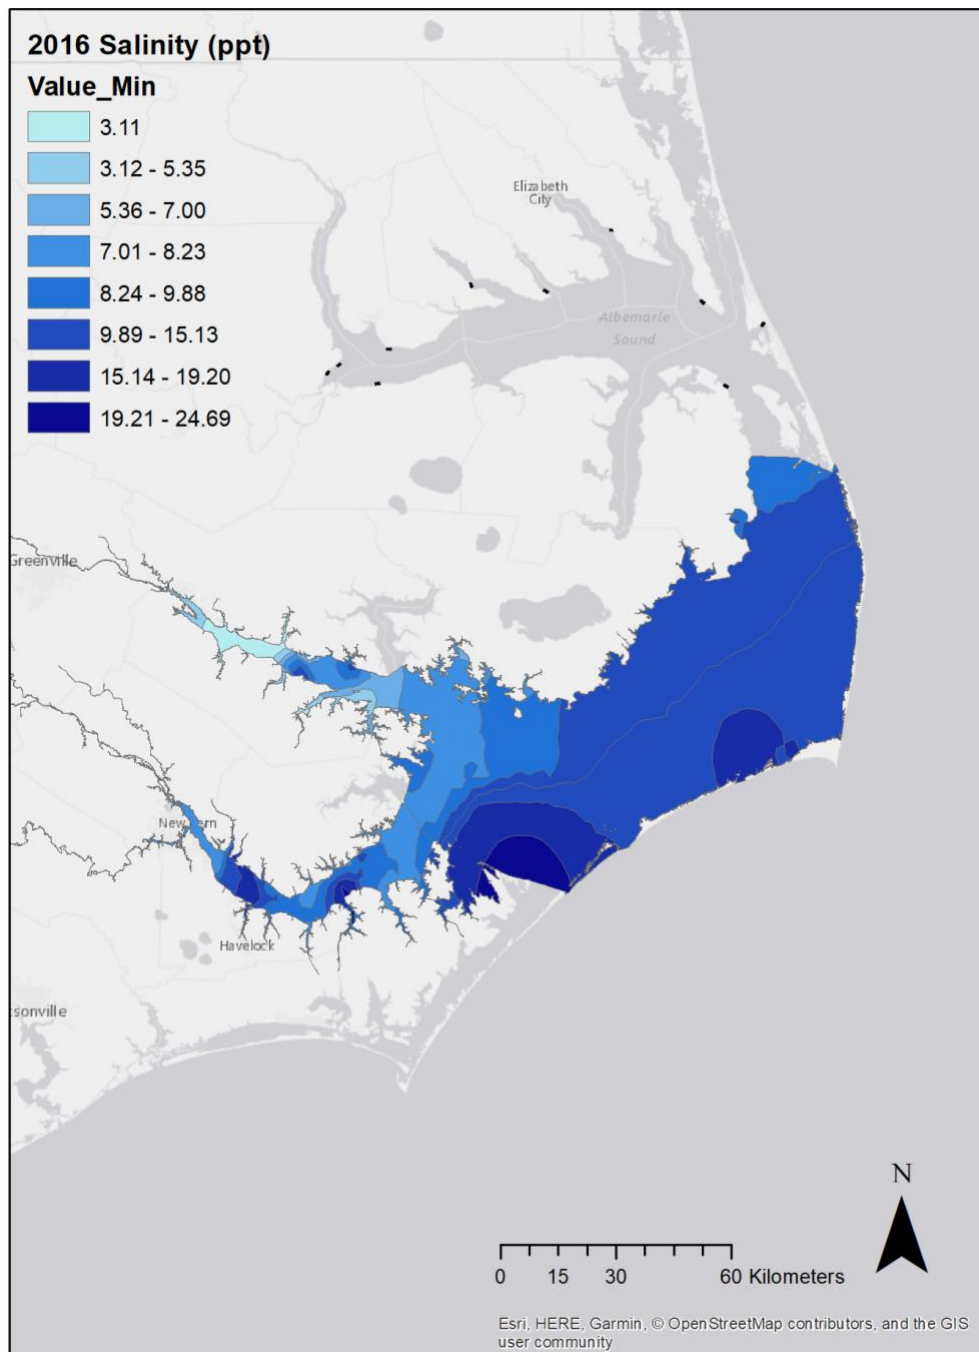 2016 Salinity (ppt)
Value_Min
3.11
3.12 - 5.35
5.36 - 7.00
7.01 - 8.23
8.24 - 9.88
9.89 - 15.13
15.14 - 19.20
19.21 - 24.69
Elizabeth
City
Albemarle
Sound
Greenville
New Bern
Havelock
sonville
N
0 15 30 60 Kilometers
Esri, HERE, Garmin, © OpenStreetMap contributors, and the GIS
user community